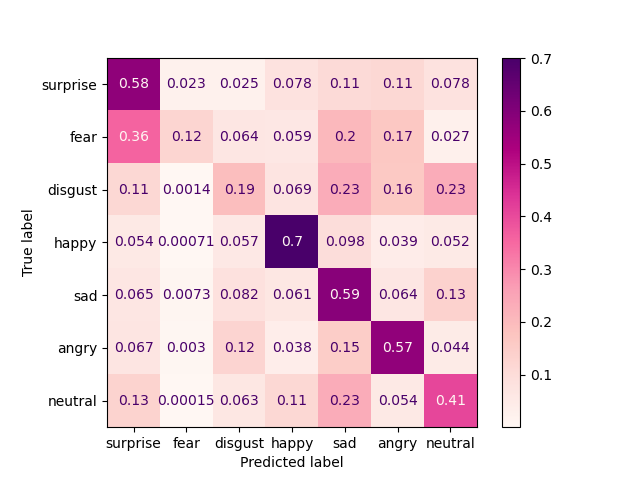 surprise 0.58 0.023 0.025 0.078 0.11 0.11 0.078
fear 0.36 0.12 0.064 0.059 0.2 0.17 0.027
disgust 0.11 0.0014 0.19 0.069 0.23 0.16 0.23
happy 0.054 0.00071 0.057 0.7 0.098 0.039 0.052
sad 0.065 0.0073 0.082 0.061 0.59 0.064 0.13
angry 0.067 0.003 0.12 0.038 0.15 0.57 0.044
neutral 0.13 0.00015 0.063 0.11 0.23 0.054 0.41
surprise fear disgust happy sad angry neutral
Predicted label
True label
0.7
0.6
0.5
0.4
0.3
0.2
0.1